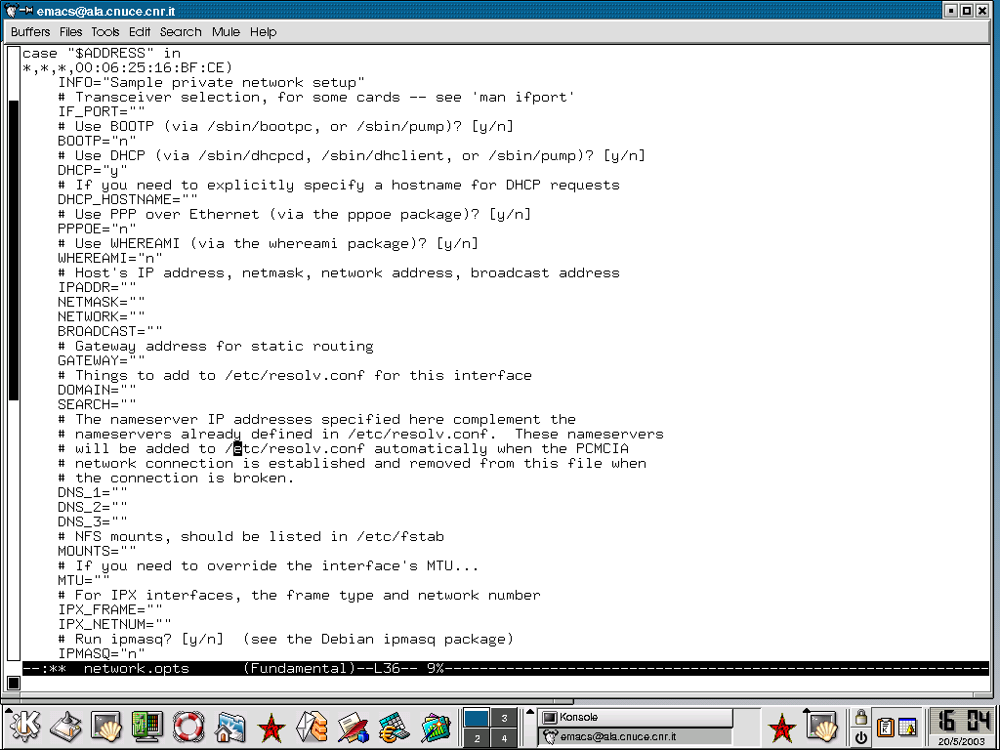 emacs@ala.cnuce.cnr.it
Buffers Files Tools Edit Search Mule Help
case "$ADDRESS" in
*,*,*,00:06:25:16:BF:CE)
    INFO="Sample private network setup"
    # Transceiver selection, for some cards -- see 'man ifport'
    IF_PORT=""
    # Use BOOTP (via /sbin/bootpc, or /sbin/pump)? [y/n]
    BOOTP="n"
    # Use DHCP (via /sbin/dhcpcd, /sbin/dhclient, or /sbin/pump)? [y/n]
    DHCP="y"
    # If you need to explicitly specify a hostname for DHCP requests
    DHCP_HOSTNAME=""
    # Use PPP over Ethernet (via the pppoe package)? [y/n]
    PPPOE="n"
    # Use WHEREAMI (via the whereami package)? [y/n]
    WHEREAMI="n"
    # Host's IP address, netmask, network address, broadcast address
    IPADDR=""
    NETMASK=""
    NETWORK=""
    BROADCAST=""
    # Gateway address for static routing
    GATEWAY=""
    # Things to add to /etc/resolv.conf for this interface
    DOMAIN=""
    SEARCH=""
    # The nameserver IP addresses specified here complement the
    # nameservers already defined in /etc/resolv.conf.  These nameservers
    # will be added to /etc/resolv.conf automatically when the PCMCIA
    # network connection is established and removed from this file when
    # the connection is broken.
    DNS_1=""
    DNS_2=""
    DNS_3=""
    # NFS mounts, should be listed in /etc/fstab
    MOUNTS=""
    # If you need to override the interface's MTU...
    MTU=""
    # For IPX interfaces, the frame type and network number
    IPX_FRAME=""
    IPX_NETNUM=""
    # Run ipmasq? [y/n]  (see the Debian ipmasq package)
    IPMASQ="n"
--:**  network.opts      (Fundamental)--L36-- 9%--------------------------------------------------------------
3
2 4
Konsole
emacs@ala.cnuce.cnr.it
16 04
20/5/2003